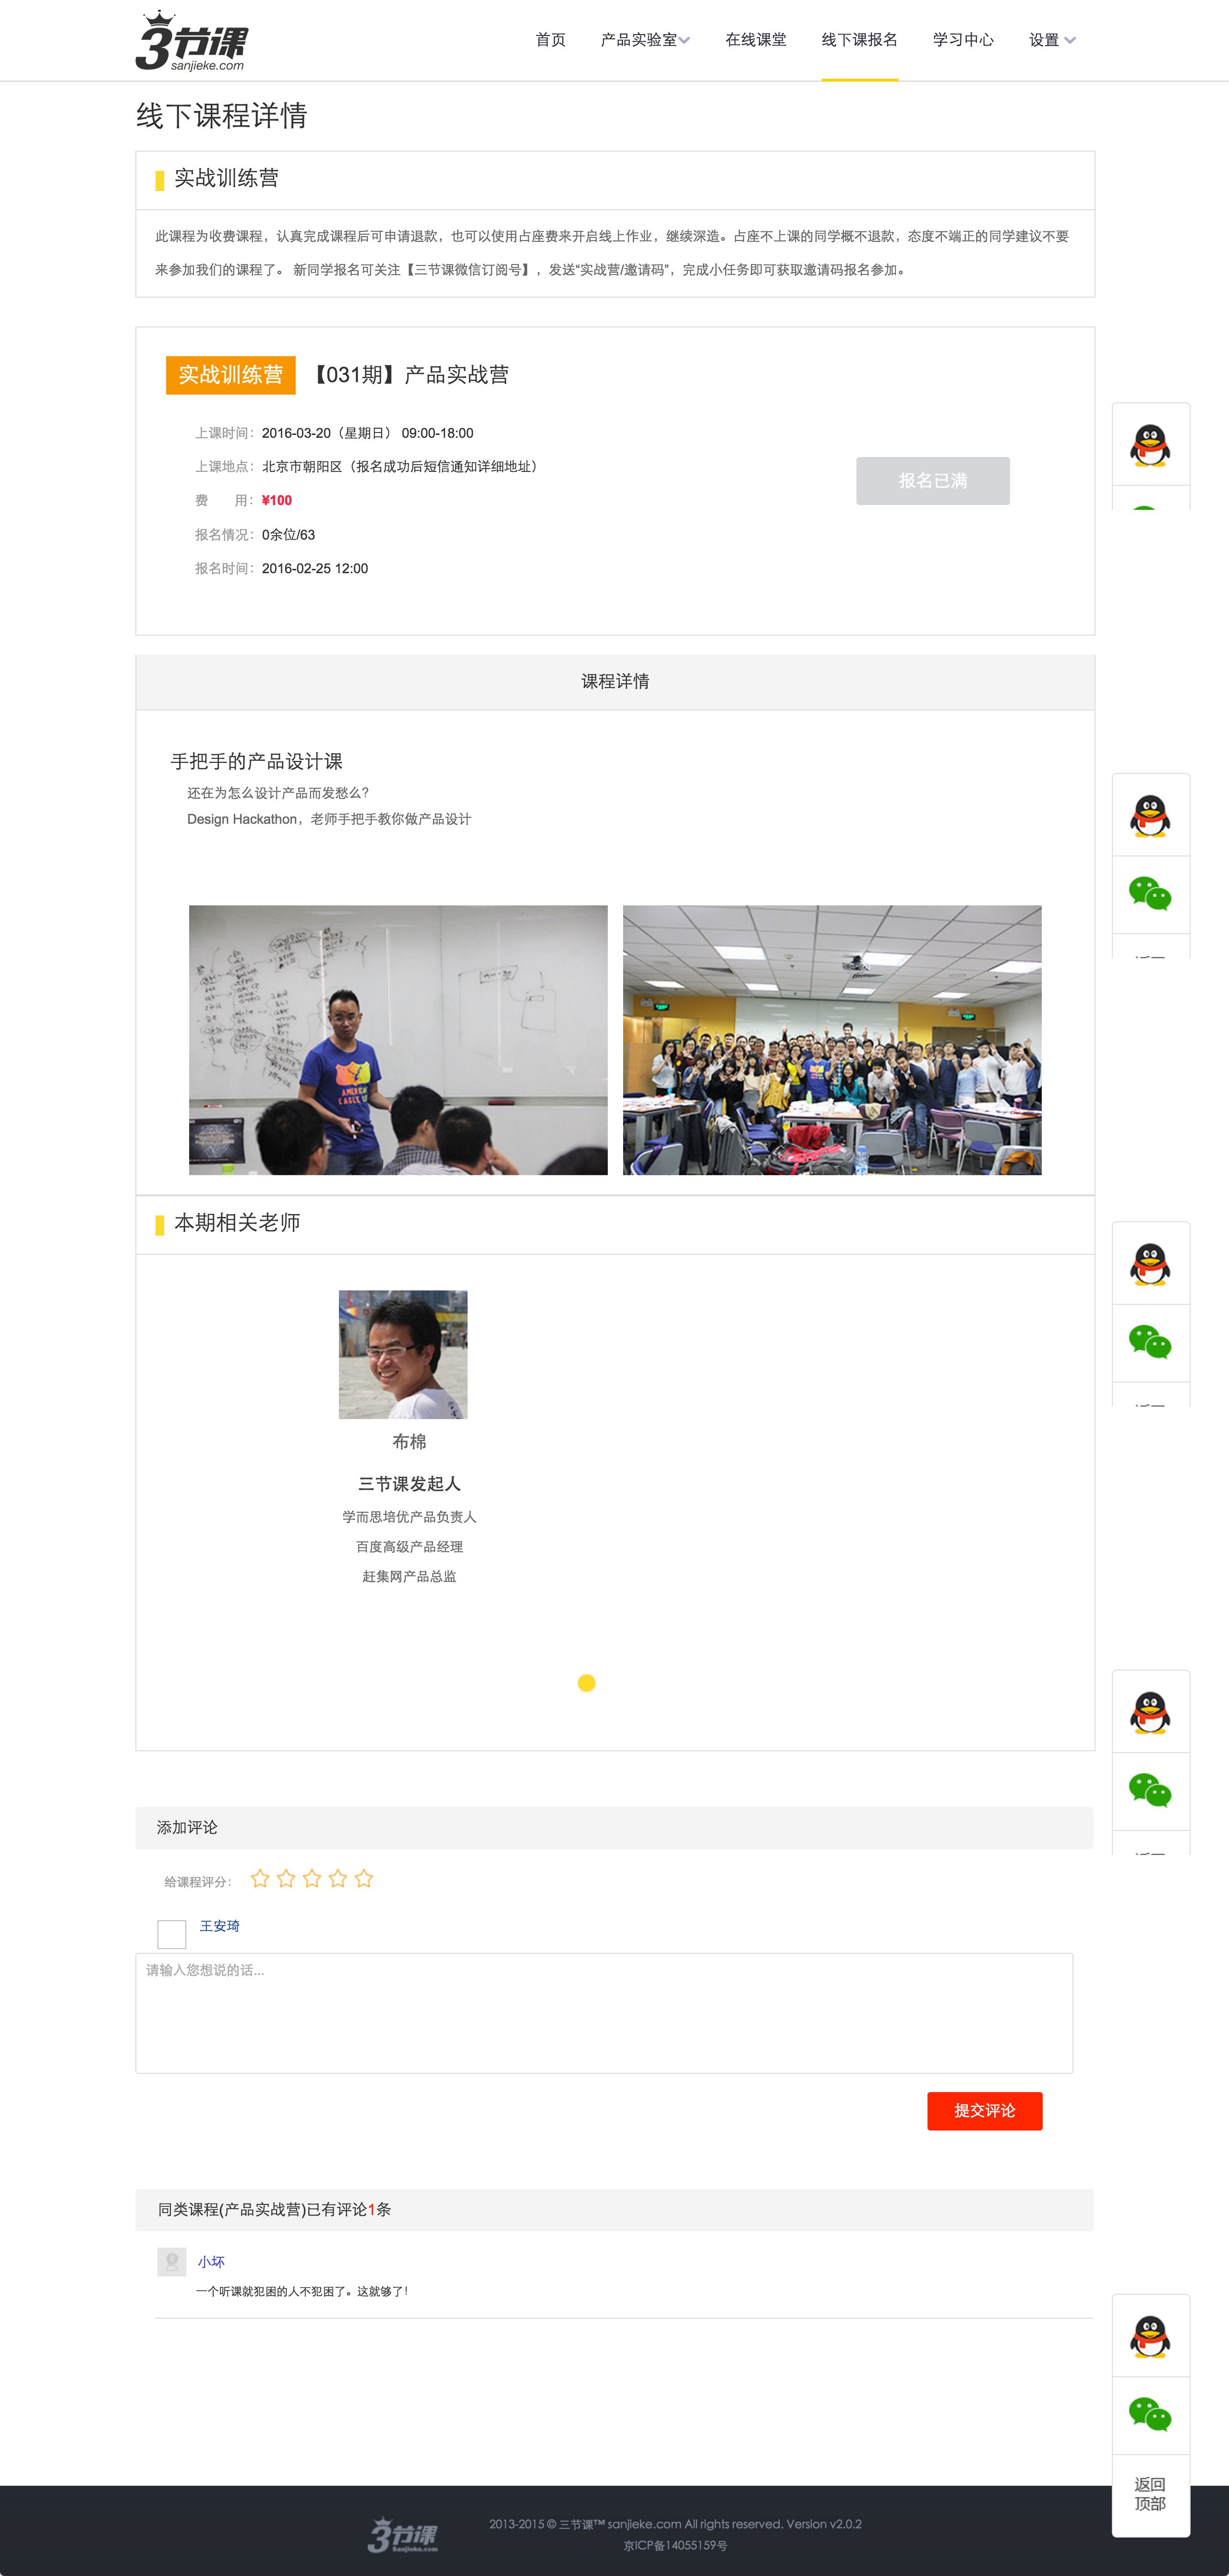 3节课
sanjieke.com
首页 产品实验室 在线课堂 线下课报名 学习中心 设置
线下课程详情
实战训练营
此课程为收费课程，认真完成课程后可申请退款，也可以使用占座费来开启线上作业，继续深造。占座不上课的同学概不退款，态度不端正的同学建议不要
来参加我们的课程了。 新同学报名可关注【三节课微信订阅号】，发送“实战营/邀请码”，完成小任务即可获取邀请码报名参加。
实战训练营 【031期】产品实战营
上课时间：2016-03-20（星期日） 09:00-18:00
上课地点：北京市朝阳区（报名成功后短信通知详细地址）
费 用：¥100
报名情况：0余位/63
报名时间：2016-02-25 12:00
报名已满
课程详情
手把手的产品设计课
还在为怎么设计产品而发愁么？
Design Hackathon，老师手把手教你做产品设计
AMERICAN
EAGLE
本期相关老师
布棉
三节课发起人
学而思培优产品负责人
百度高级产品经理
赶集网产品总监
添加评论
给课程评分：
王安琦
请输入您想说的话...
提交评论
同类课程(产品实战营)已有评论1条
小坏
一个听课就犯困的人不犯困了。这就够了！
返回
顶部
3节课
Sanjieke.com
2013-2015 © 三节课™ sanjieke.com All rights reserved. Version v2.0.2
京ICP备14055159号